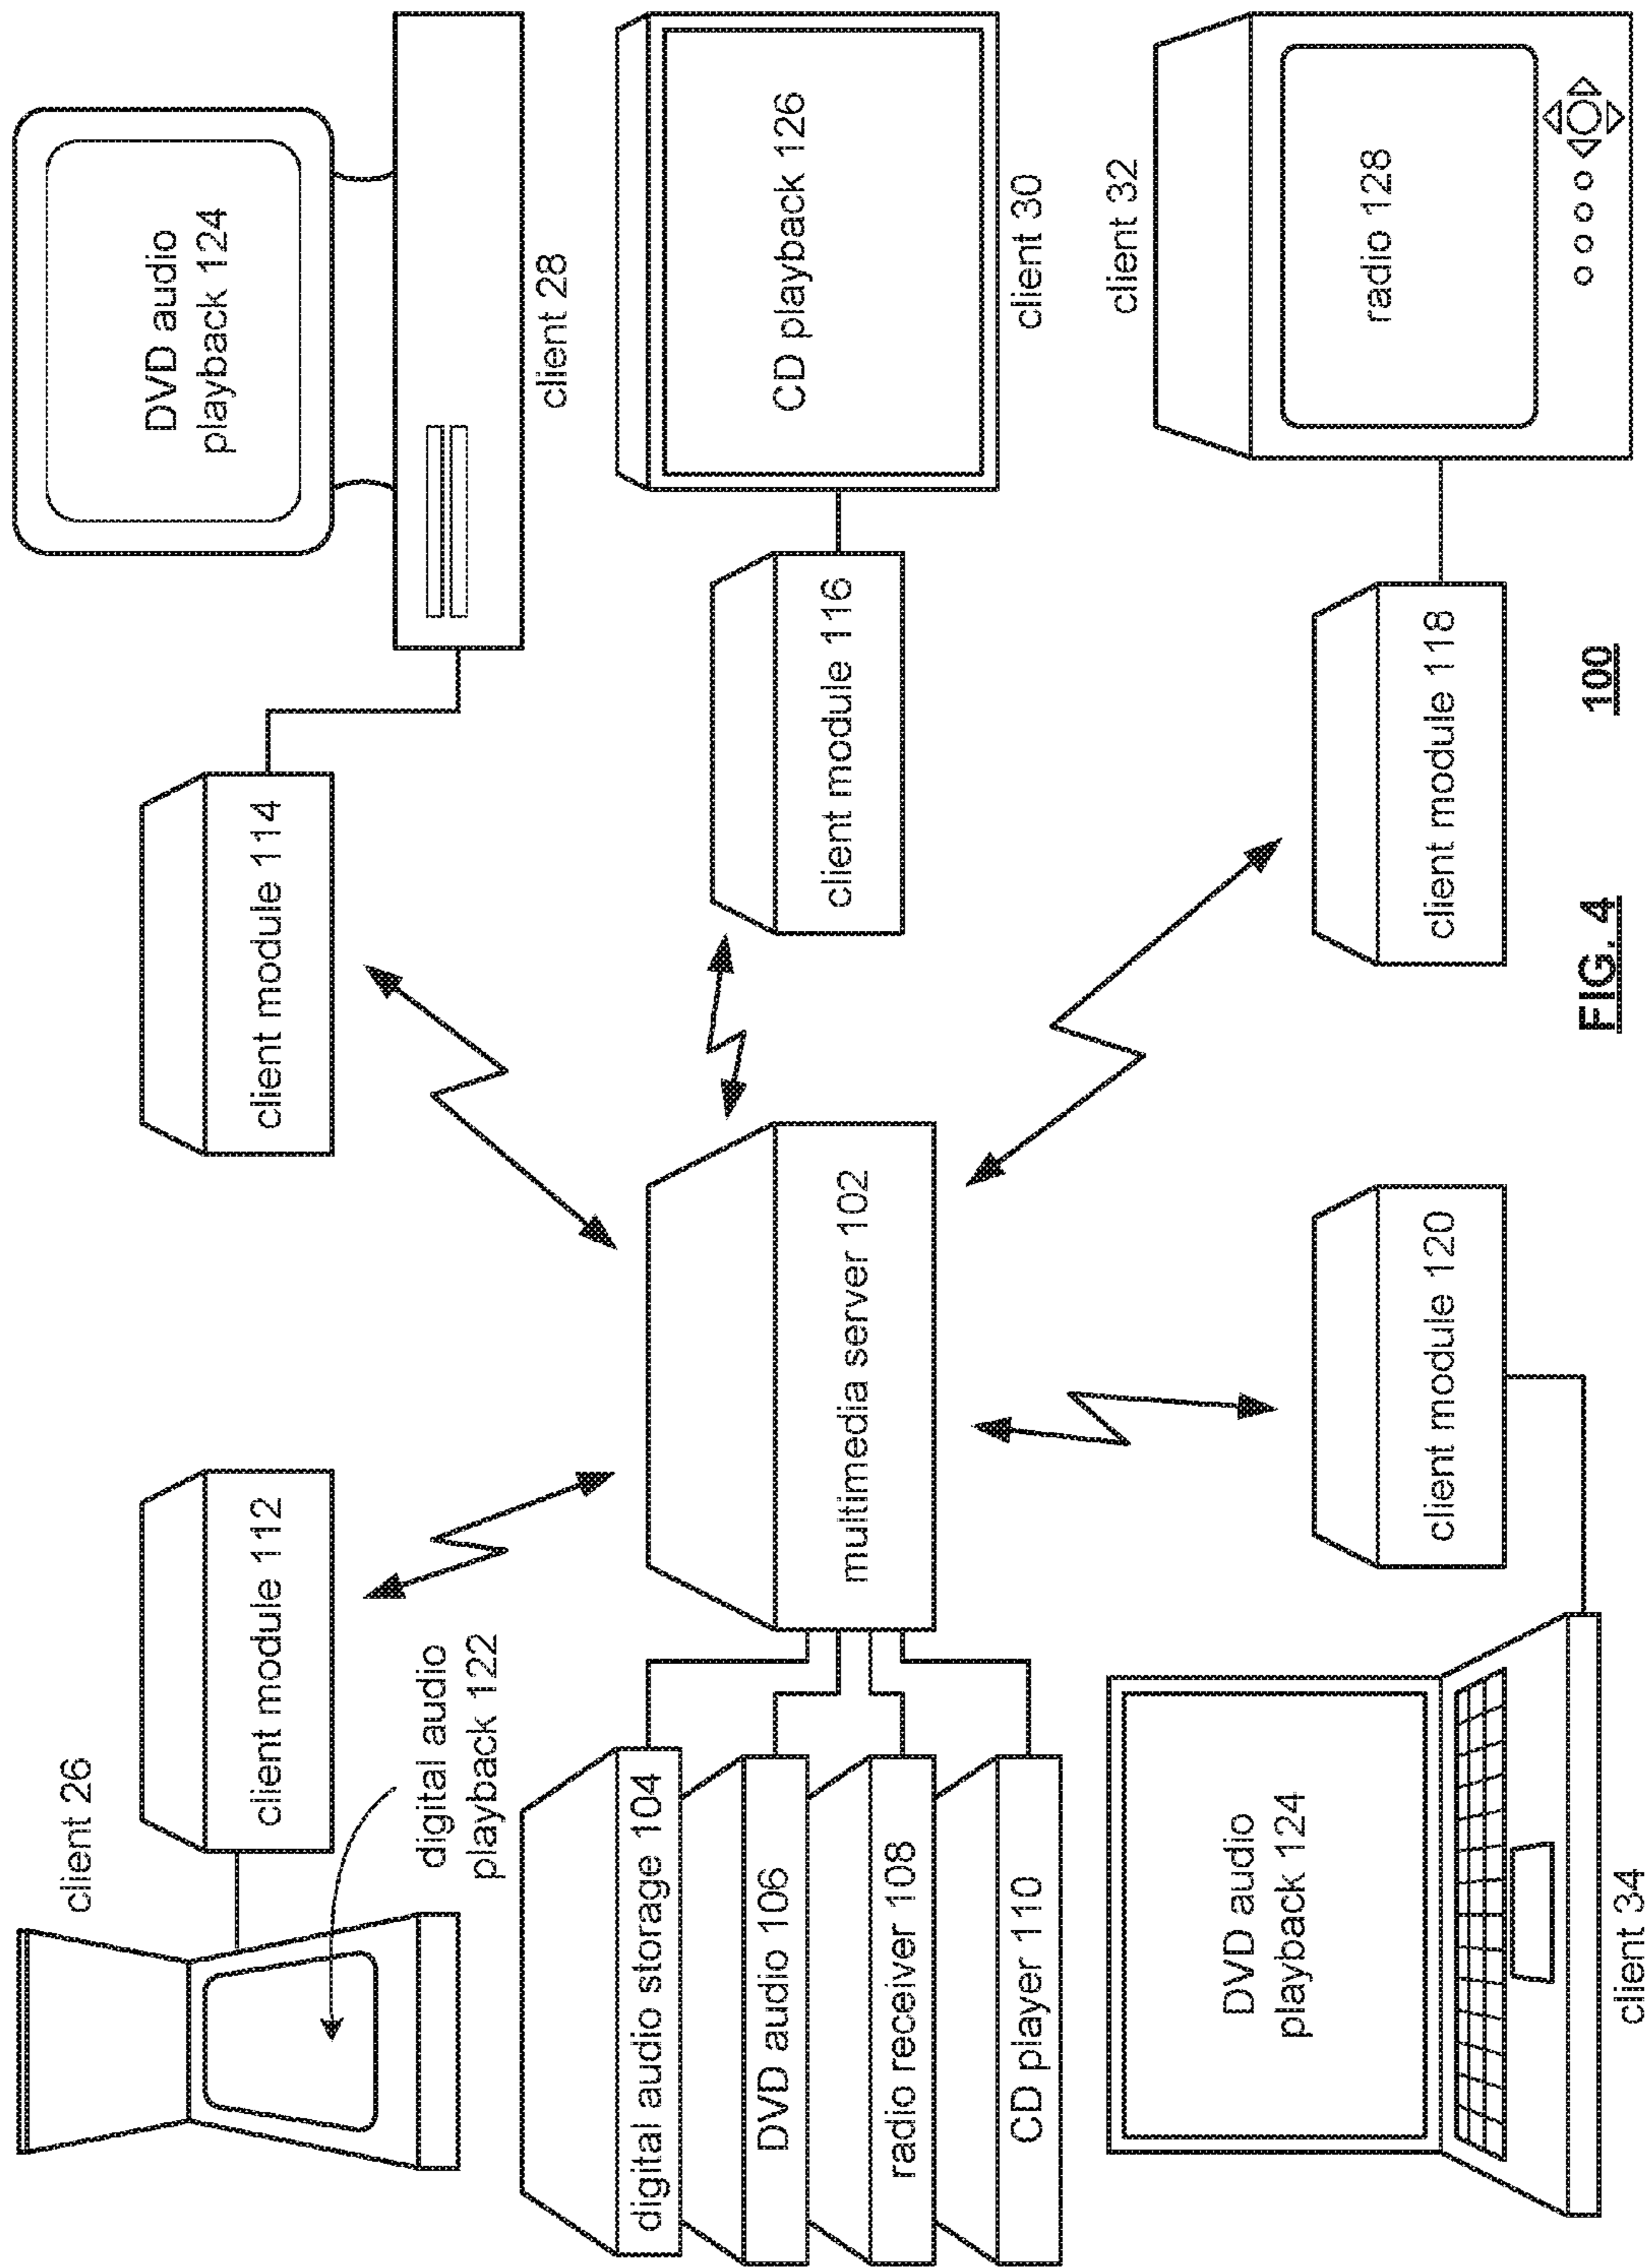 client 26
client module 112
digital audio
playback 122
client module 114
DVD audio
playback 124
client 28
digital audio storage 104
DVD audio 106
radio receiver 108
CD player 110
multimedia server 102
client module 116
CD playback 126
client 30
DVD audio
playback 124
client 34
client module 120
client module 118
client 32
radio 128
FIG. 4
100